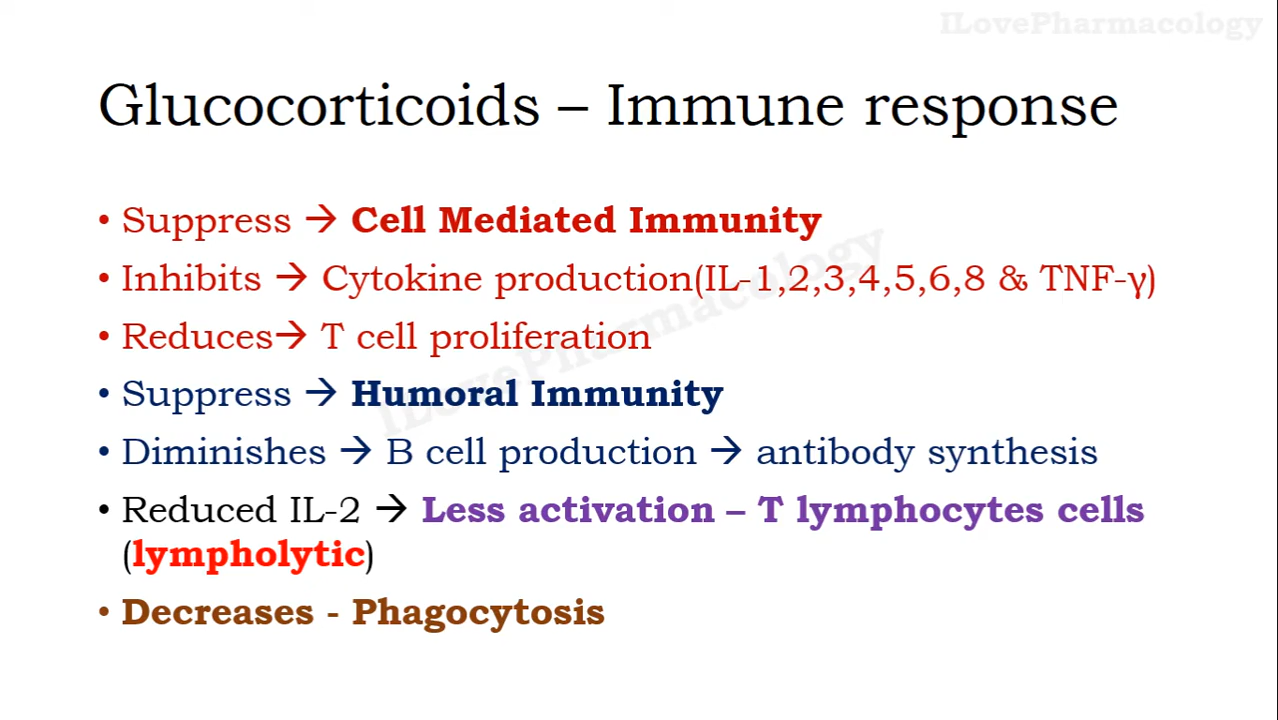 ILovePharmacology
Glucocorticoids – Immune response
• Suppress → Cell Mediated Immunity
• Inhibits → Cytokine production(IL-1,2,3,4,5,6,8 & TNF-γ)
• Reduces→ T cell proliferation
• Suppress → Humoral Immunity
• Diminishes → B cell production → antibody synthesis
• Reduced IL-2 → Less activation – T lymphocytes cells
(lympholytic)
• Decreases - Phagocytosis
ILovePharmacology